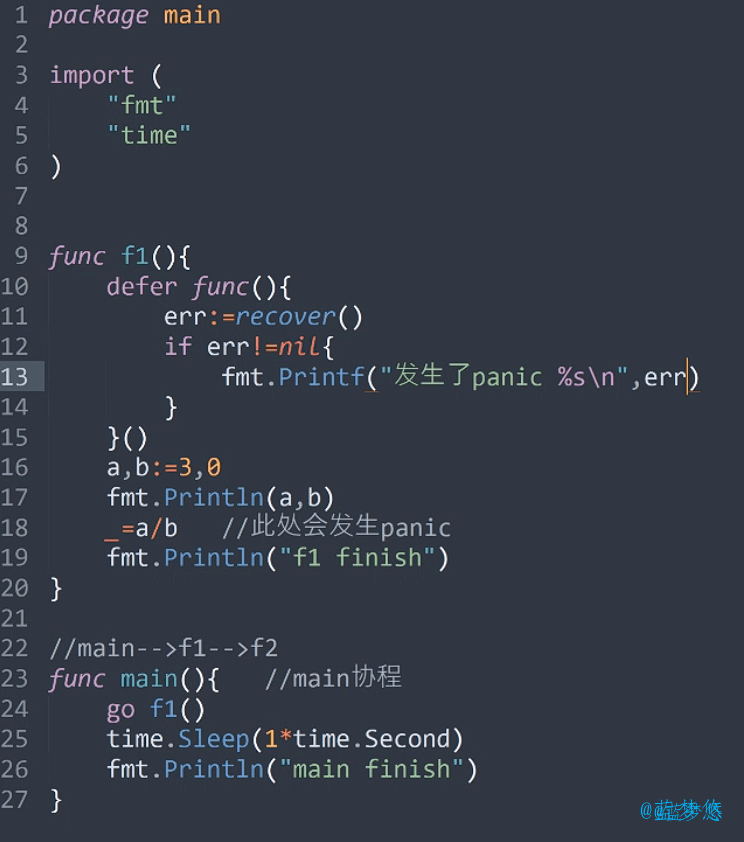 1 package main
2
3 import (
4     "fmt"
5     "time"
6 )
7
8
9 func f1(){
10     defer func(){
11         err:=recover()
12         if err!=nil{
13             fmt.Printf("发生了panic %s\n",err)
14         }
15     }()
16     a,b:=3,0
17     fmt.Println(a,b)
18     _=a/b   //此处会发生panic
19     fmt.Println("f1 finish")
20 }
21
22 //main-->f1-->f2
23 func main(){   //main协程
24     go f1()
25     time.Sleep(1*time.Second)
26     fmt.Println("main finish")
27 }
@蓝梦悠